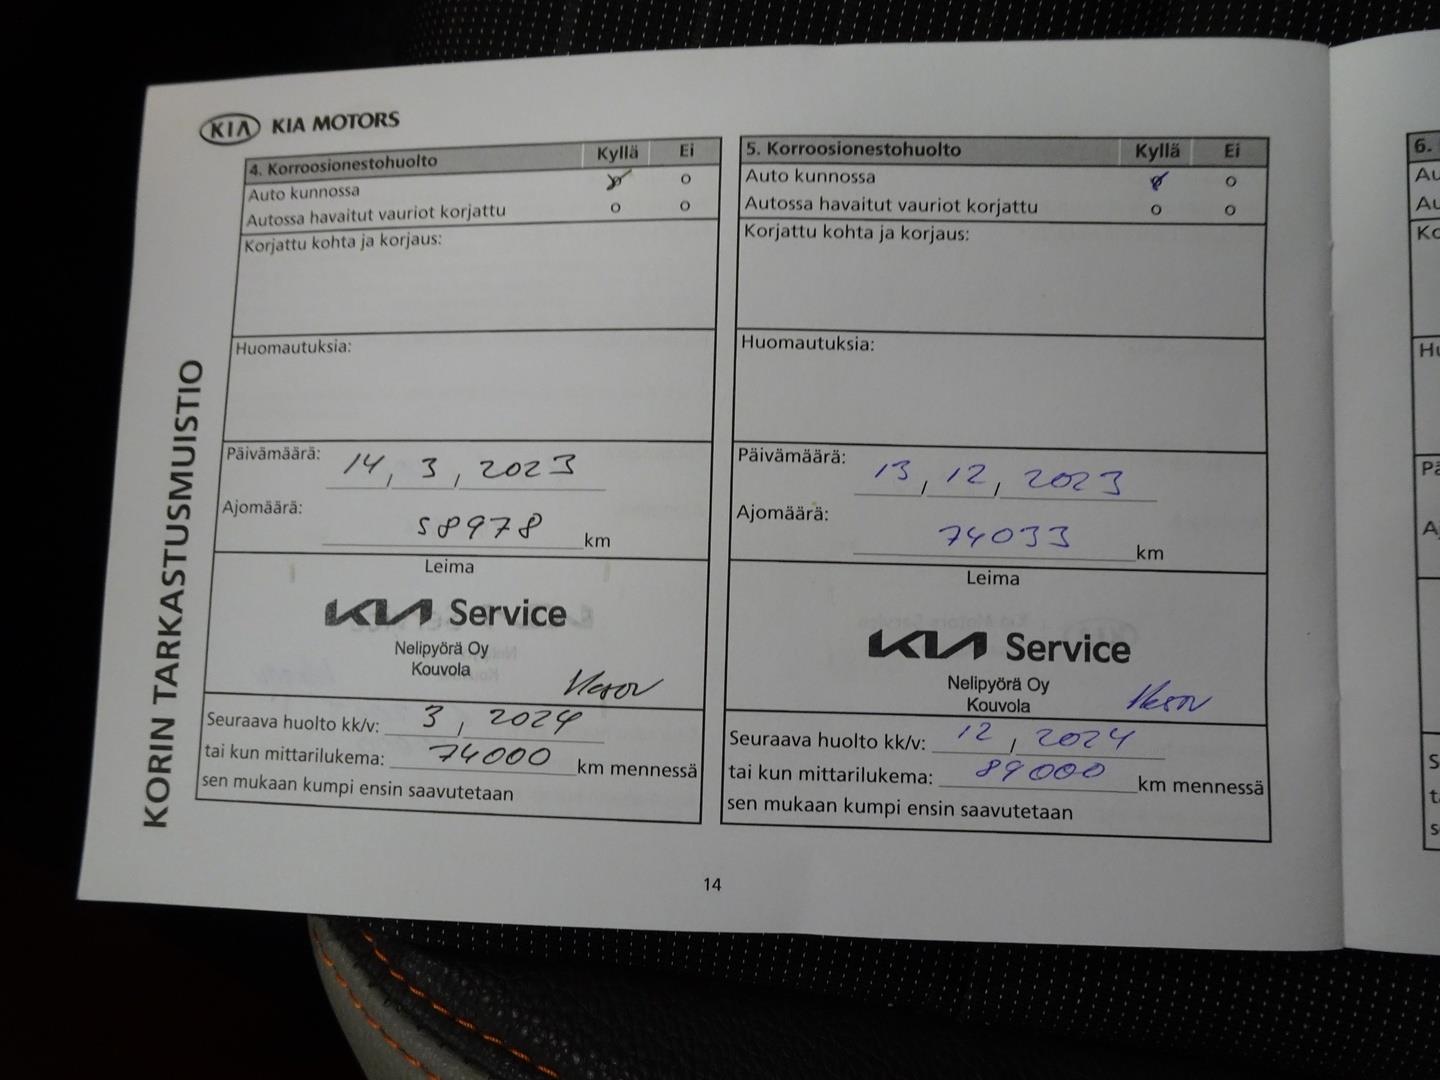 KIA KIA MOTORS
KORIN TARKASTUSMUISTIO
4. Korroosionestohuolto Kyllä Ei
Auto kunnossa
Autossa havaitut vauriot korjattu
Korjattu kohta ja korjaus:
Huomautuksia:
Päivämäärä: 14, 3, 2023
Ajomäärä: 58978 km
Leima
KIA Service
Nelipyörä Oy
Kouvola
Seuraava huolto kk/v: 3, 2024
tai kun mittarilukema: 74000 km mennessä
sen mukaan kumpi ensin saavutetaan
5. Korroosionestohuolto Kyllä Ei
Auto kunnossa
Autossa havaitut vauriot korjattu
Korjattu kohta ja korjaus:
Huomautuksia:
Päivämäärä: 13, 12, 2023
Ajomäärä: 74033 km
Leima
KIA Service
Nelipyörä Oy
Kouvola
Seuraava huolto kk/v: 12, 2024
tai kun mittarilukema: 89000 km mennessä
sen mukaan kumpi ensin saavutetaan
14
6.